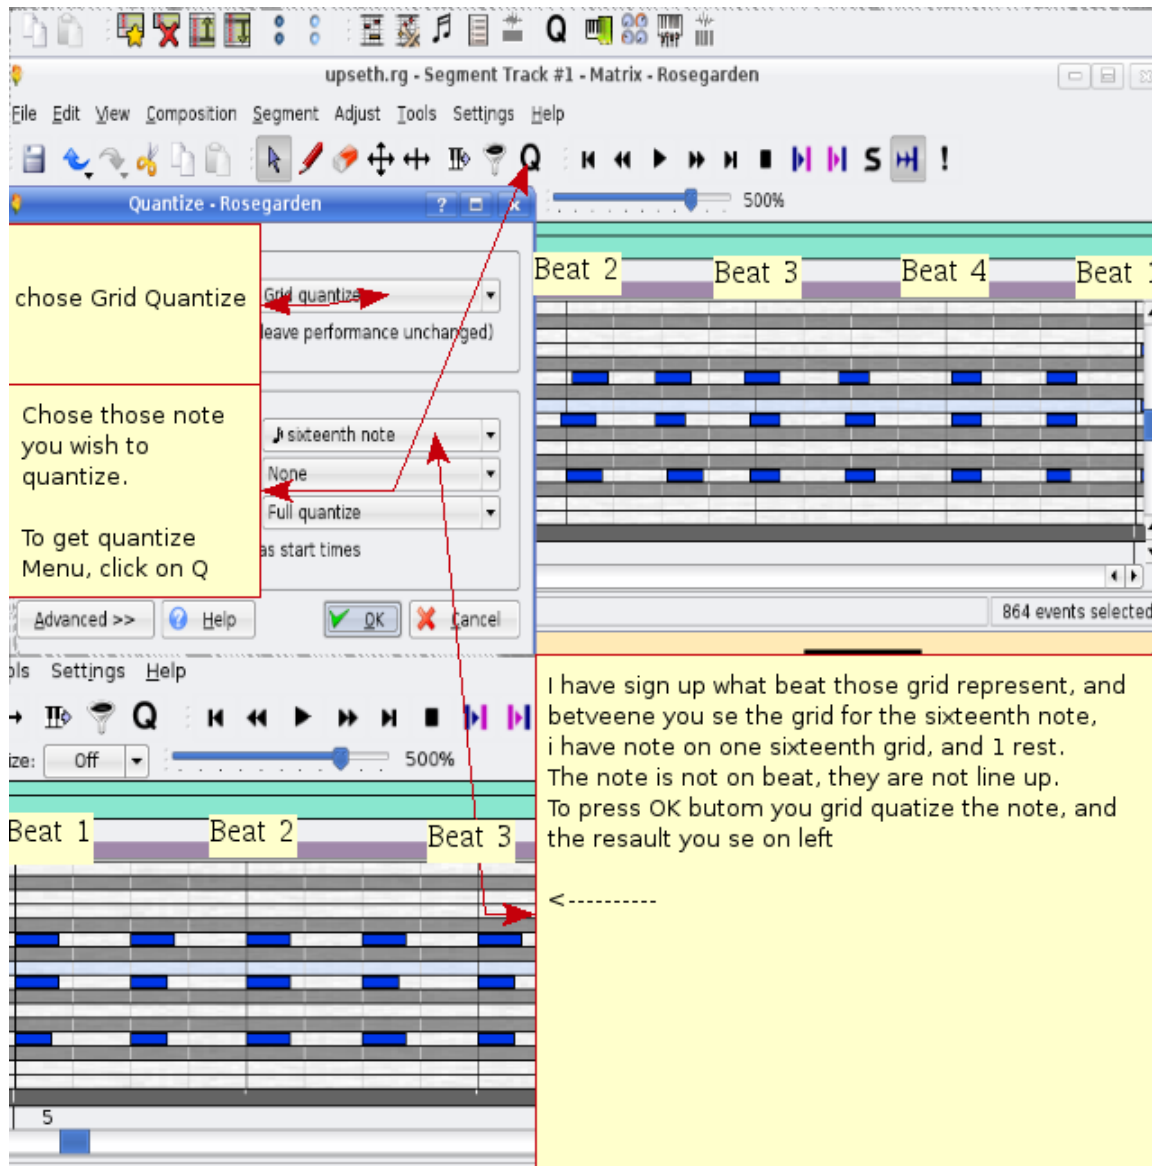 Q
upseth.rg - Segment Track #1 - Matrix - Rosegarden
File Edit View Composition Segment Adjust Tools Settings Help
Q S !
Quantize - Rosegarden ?
500%
Beat 2 Beat 3 Beat 4 Beat 1
chose Grid Quantize
Grid quantize
leave performance unchanged)
Chose those note
you wish to
quantize.
To get quantize
Menu, click on Q
sixteenth note
None
Full quantize
as start times
Advanced >> Help OK Cancel
864 events selected
ols Settings Help
Q
ize: Off 500%
Beat 1 Beat 2 Beat 3
5
I have sign up what beat those grid represent, and
betveene you se the grid for the sixteenth note,
i have note on one sixteenth grid, and 1 rest.
The note is not on beat, they are not line up.
To press OK butom you grid quatize the note, and
the resault you se on left
<----------